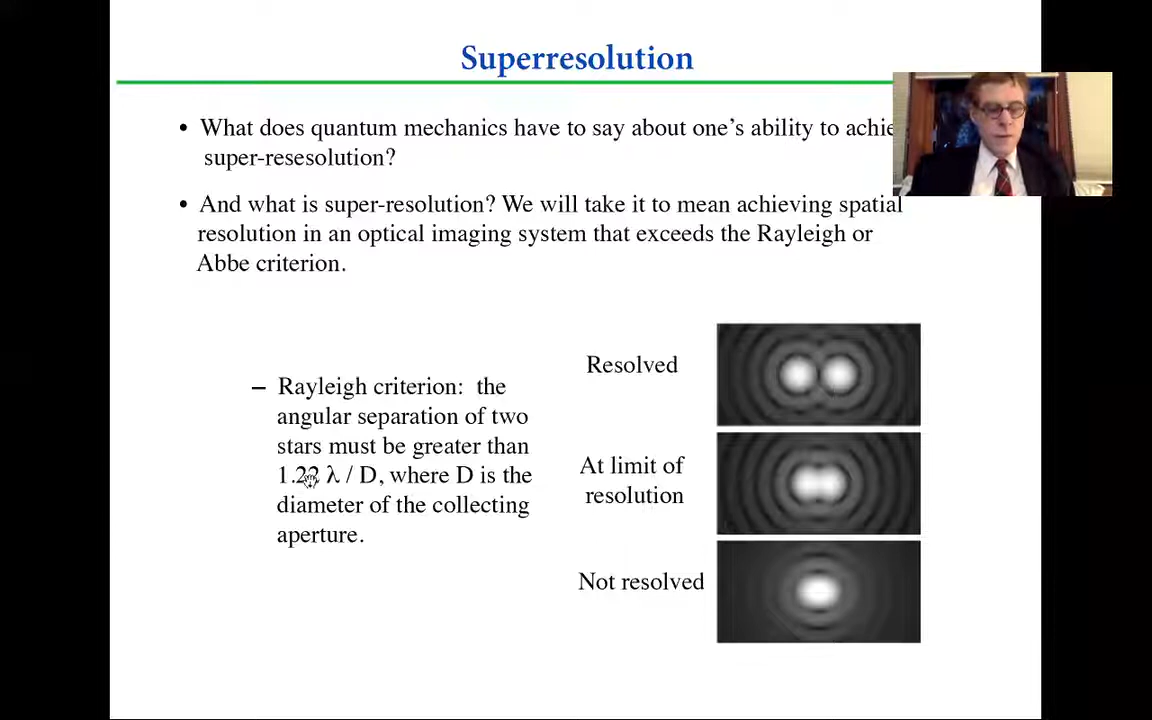 Superresolution
• What does quantum mechanics have to say about one's ability to achie
super-resesolution?
• And what is super-resolution? We will take it to mean achieving spatial
resolution in an optical imaging system that exceeds the Rayleigh or
Abbe criterion.
– Rayleigh criterion: the
angular separation of two
stars must be greater than
1.22 λ / D, where D is the
diameter of the collecting
aperture.
Resolved
At limit of
resolution
Not resolved